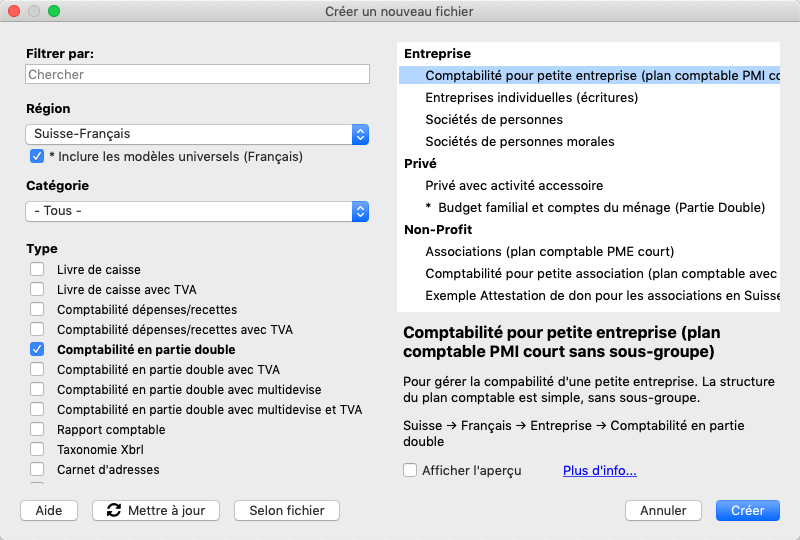 Créer un nouveau fichier
Filtrer par:
Chercher
Région
Suisse-Français
* Inclure les modèles universels (Français)
Catégorie
- Tous -
Type
Livre de caisse
Livre de caisse avec TVA
Comptabilité dépenses/recettes
Comptabilité dépenses/recettes avec TVA
Comptabilité en partie double
Comptabilité en partie double avec TVA
Comptabilité en partie double avec multidevise
Comptabilité en partie double avec multidevise et TVA
Rapport comptable
Taxonomie Xbrl
Carnet d'adresses
Entreprise
Comptabilité pour petite entreprise (plan comptable PMI co
Entreprises individuelles (écritures)
Sociétés de personnes
Sociétés de personnes morales
Privé
Privé avec activité accessoire
* Budget familial et comptes du ménage (Partie Double)
Non-Profit
Associations (plan comptable PME court)
Comptabilité pour petite association (plan comptable avec
Exemple Attestation de don pour les associations en Suisse
Comptabilité pour petite entreprise (plan
comptable PMI court sans sous-groupe)
Pour gérer la compabilité d'une petite entreprise. La structure
du plan comptable est simple, sans sous-groupe.
Suisse → Français → Entreprise → Comptabilité en partie
double
Afficher l'aperçu
Plus d'info...
Aide
Mettre à jour
Selon fichier
Annuler
Créer